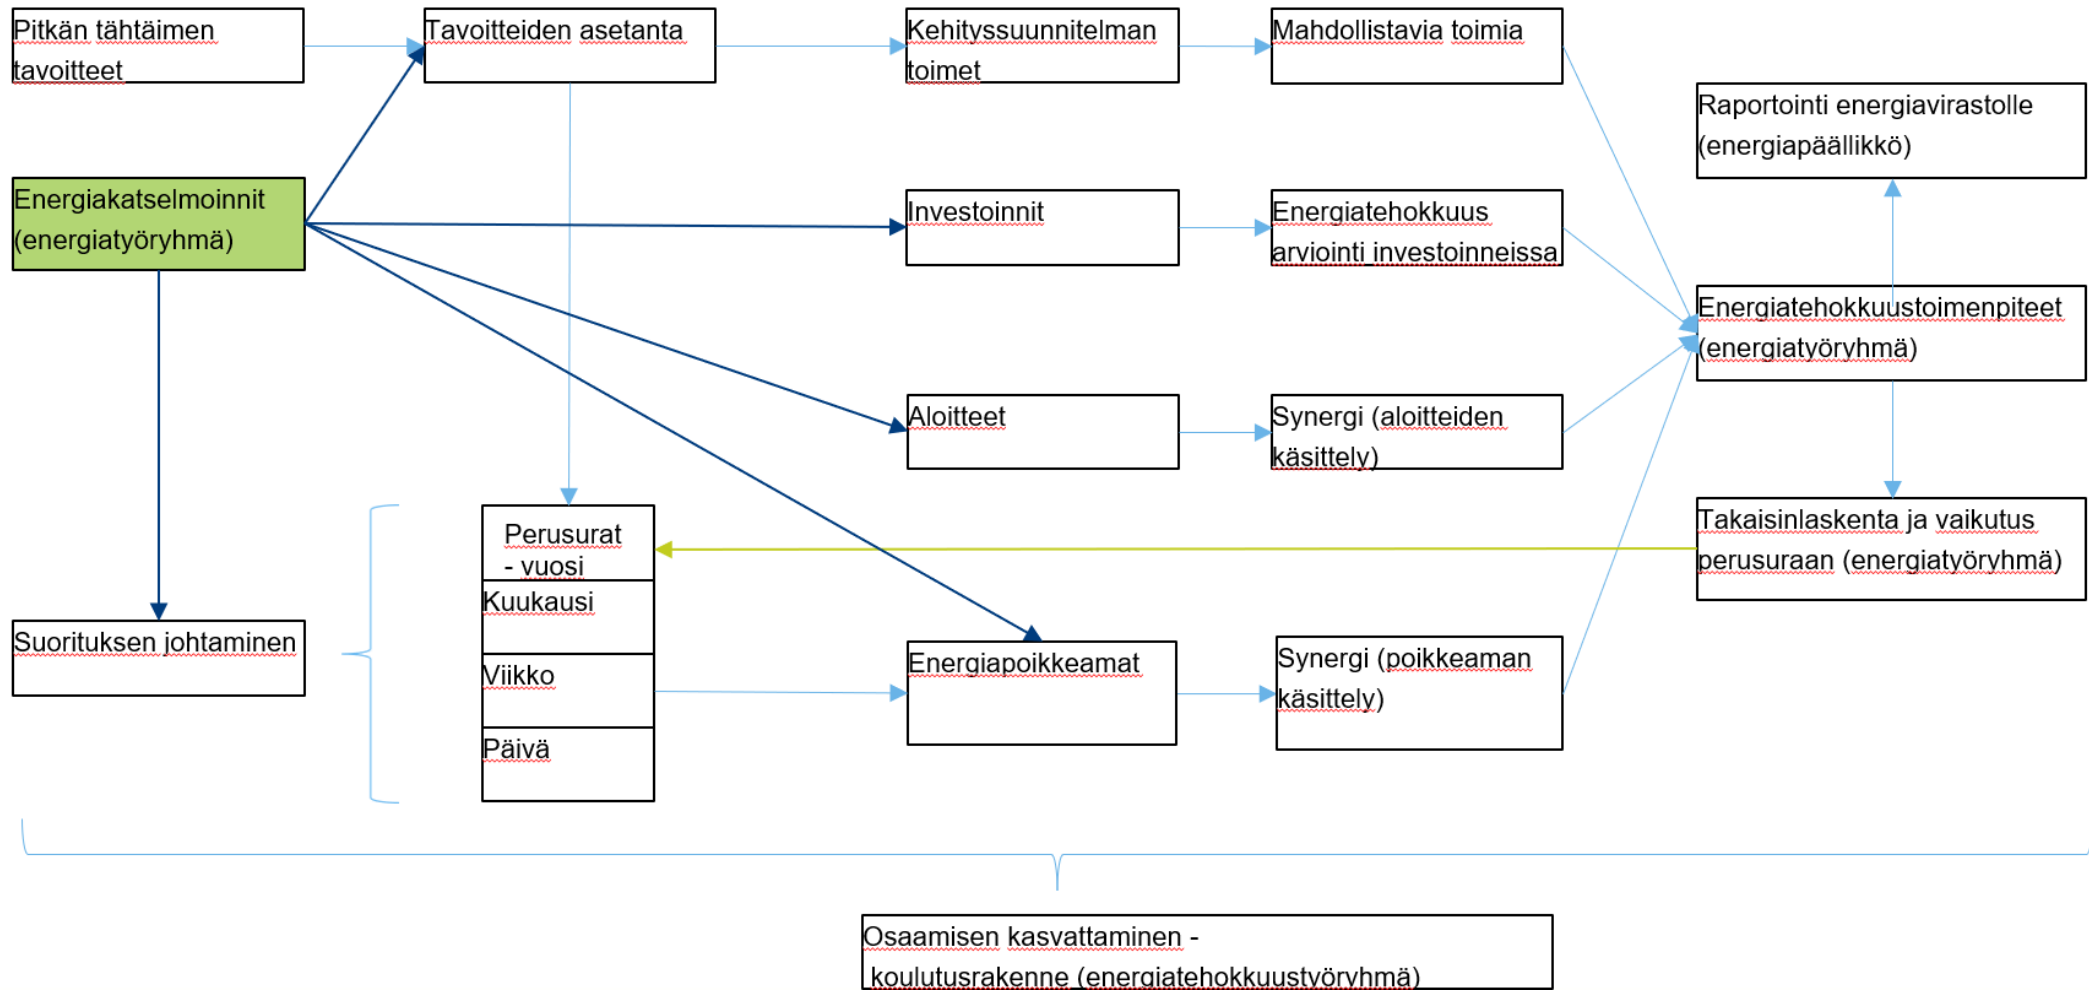 Pitkän tähtäimen
tavoitteet
Tavoitteiden asetanta
Kehityssuunnitelman
toimet
Mahdollistavia toimia
Raportointi energiavirastolle
(energiapäällikkö)
Energiakatselmoinnit
(energiatyöryhmä)
Investoinnit
Energiatehokkuus
arviointi investoinneissa
Energiatehokkuustoimenpiteet
(energiatyöryhmä)
Aloitteet
Synergi (aloitteiden
käsittely)
Takaisinlaskenta ja vaikutus
perusuraan (energiatyöryhmä)
Perusurat
- vuosi
Kuukausi
Viikko
Päivä
Suorituksen johtaminen
Energiapoikkeamat
Synergi (poikkeaman
käsittely)
Osaamisen kasvattaminen -
koulutusrakenne (energiatehokkuustyöryhmä)